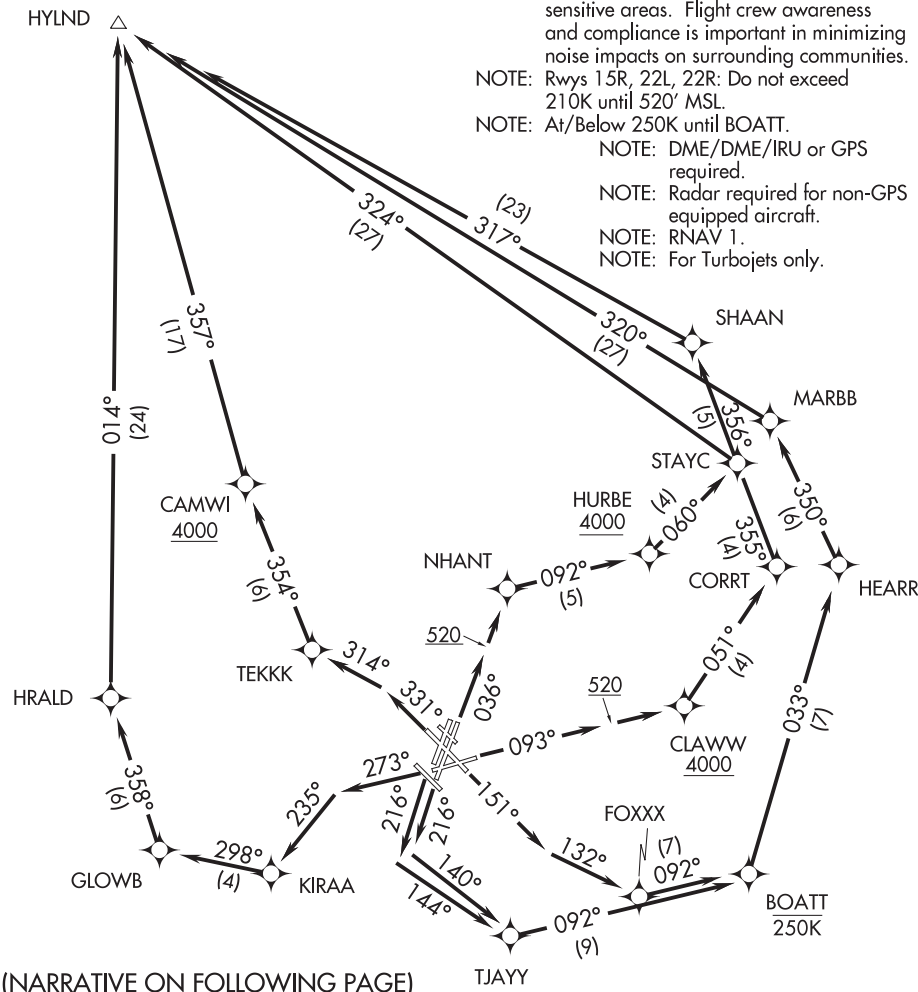 sensitive areas. Flight crew awareness
and compliance is important in minimizing
noise impacts on surrounding communities.
NOTE: Rwys 15R, 22L, 22R: Do not exceed
210K until 520' MSL.
NOTE: At/Below 250K until BOATT.
NOTE: DME/DME/IRU or GPS
required.
NOTE: Radar required for non-GPS
equipped aircraft.
NOTE: RNAV 1.
NOTE: For Turbojets only.
HYLND
(23)
317°
324°
(27)
320°
(27)
357°
(17)
014°
(24)
SHAAN
MARBB
356°
(5)
STAYC
350°
(6)
HURBE
4000
(4)
060°
355°
(4)
CAMWI
4000
354°
(6)
NHANT
092°
(5)
CORRT
HEARR
520
051°
(4)
TEKKK
314°
331°
036°
HRALD
520
093°
CLAWW
4000
033°
(7)
273°
235°
216°
216°
151°
358°
(6)
FOXXX
(7)
132°
092°
298°
(4)
GLOWB
KIRAA
140°
144°
BOATT
250K
092°
(9)
TJAYY
(NARRATIVE ON FOLLOWING PAGE)